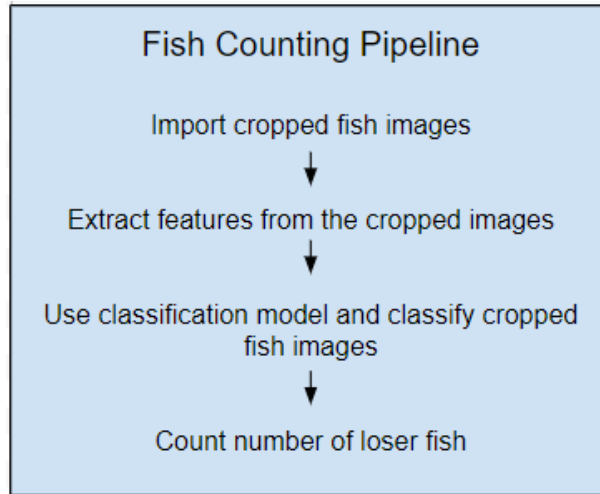 Fish Counting Pipeline
Import cropped fish images
Extract features from the cropped images
Use classification model and classify cropped
fish images
Count number of loser fish